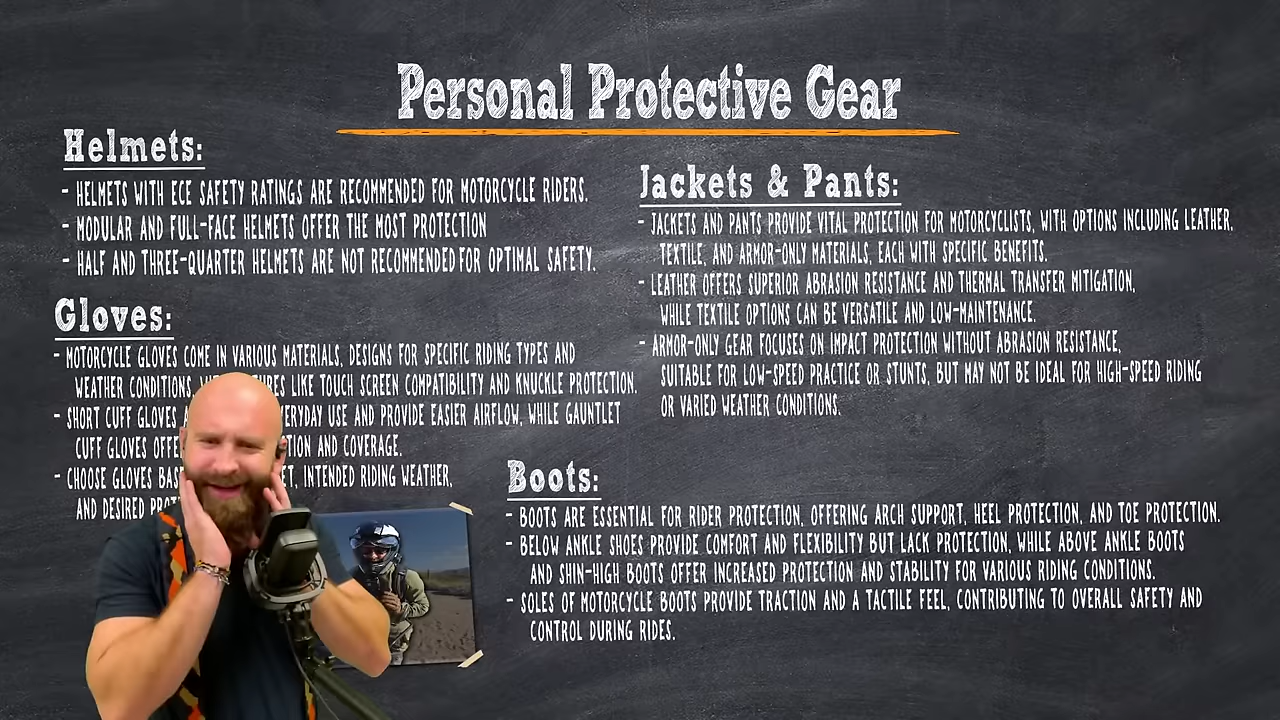 Personal Protective Gear
Helmets:
- HELMETS WITH ECE SAFETY RATINGS ARE RECOMMENDED FOR MOTORCYCLE RIDERS.
- MODULAR AND FULL-FACE HELMETS OFFER THE MOST PROTECTION
- HALF AND THREE-QUARTER HELMETS ARE NOT RECOMMENDED FOR OPTIMAL SAFETY.
Gloves:
- MOTORCYCLE GLOVES COME IN VARIOUS MATERIALS, DESIGNS FOR SPECIFIC RIDING TYPES AND
WEATHER CONDITIONS, LIKE TOUCH SCREEN COMPATIBILITY AND KNUCKLE PROTECTION.
- SHORT CUFF GLOVES USE AND PROVIDE EASIER AIRFLOW, WHILE GAUNTLET
CUFF GLOVES AND COVERAGE.
- CHOOSE GLOVES INTENDED RIDING WEATHER,
AND DESIRED
Jackets & Pants:
- JACKETS AND PANTS PROVIDE VITAL PROTECTION FOR MOTORCYCLISTS, WITH OPTIONS INCLUDING LEATHER,
TEXTILE, AND ARMOR-ONLY MATERIALS, EACH WITH SPECIFIC BENEFITS.
- LEATHER OFFERS SUPERIOR ABRASION RESISTANCE AND THERMAL TRANSFER MITIGATION,
WHILE TEXTILE OPTIONS CAN BE VERSATILE AND LOW-MAINTENANCE.
- ARMOR-ONLY GEAR FOCUSES ON IMPACT PROTECTION WITHOUT ABRASION RESISTANCE,
SUITABLE FOR LOW-SPEED PRACTICE OR STUNTS, BUT MAY NOT BE IDEAL FOR HIGH-SPEED RIDING
OR VARIED WEATHER CONDITIONS.
Boots:
- BOOTS ARE ESSENTIAL FOR RIDER PROTECTION, OFFERING ARCH SUPPORT, HEEL PROTECTION, AND TOE PROTECTION.
- BELOW ANKLE SHOES PROVIDE COMFORT AND FLEXIBILITY BUT LACK PROTECTION, WHILE ABOVE ANKLE BOOTS
AND SHIN-HIGH BOOTS OFFER INCREASED PROTECTION AND STABILITY FOR VARIOUS RIDING CONDITIONS.
- SOLES OF MOTORCYCLE BOOTS PROVIDE TRACTION AND A TACTILE FEEL, CONTRIBUTING TO OVERALL SAFETY AND
CONTROL DURING RIDES.